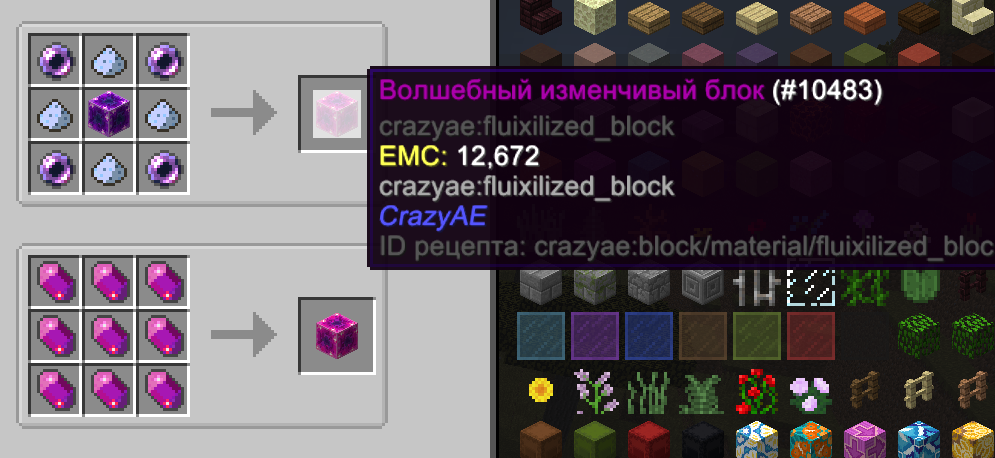 Волшебный изменчивый блок (#10483)
crazyae:fluixilized_block
EMC: 12,672
crazyae:fluixilized_block
CrazyAE
ID рецепта: crazyae:block/material/fluixilized_bloc